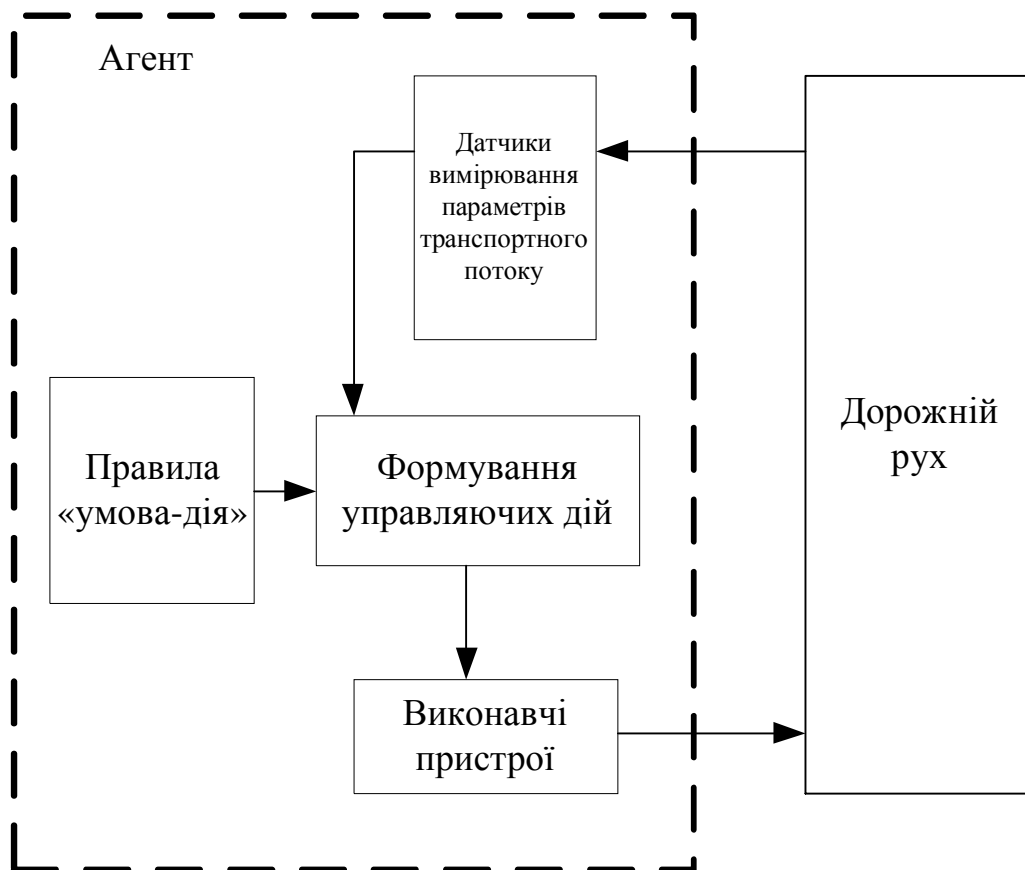 Агент
Датчики
вимірювання
параметрів
транспортного
потоку
Дорожній
рух
Правила
«умова-дія»
Формування
управляючих дій
Виконавчі
пристрої